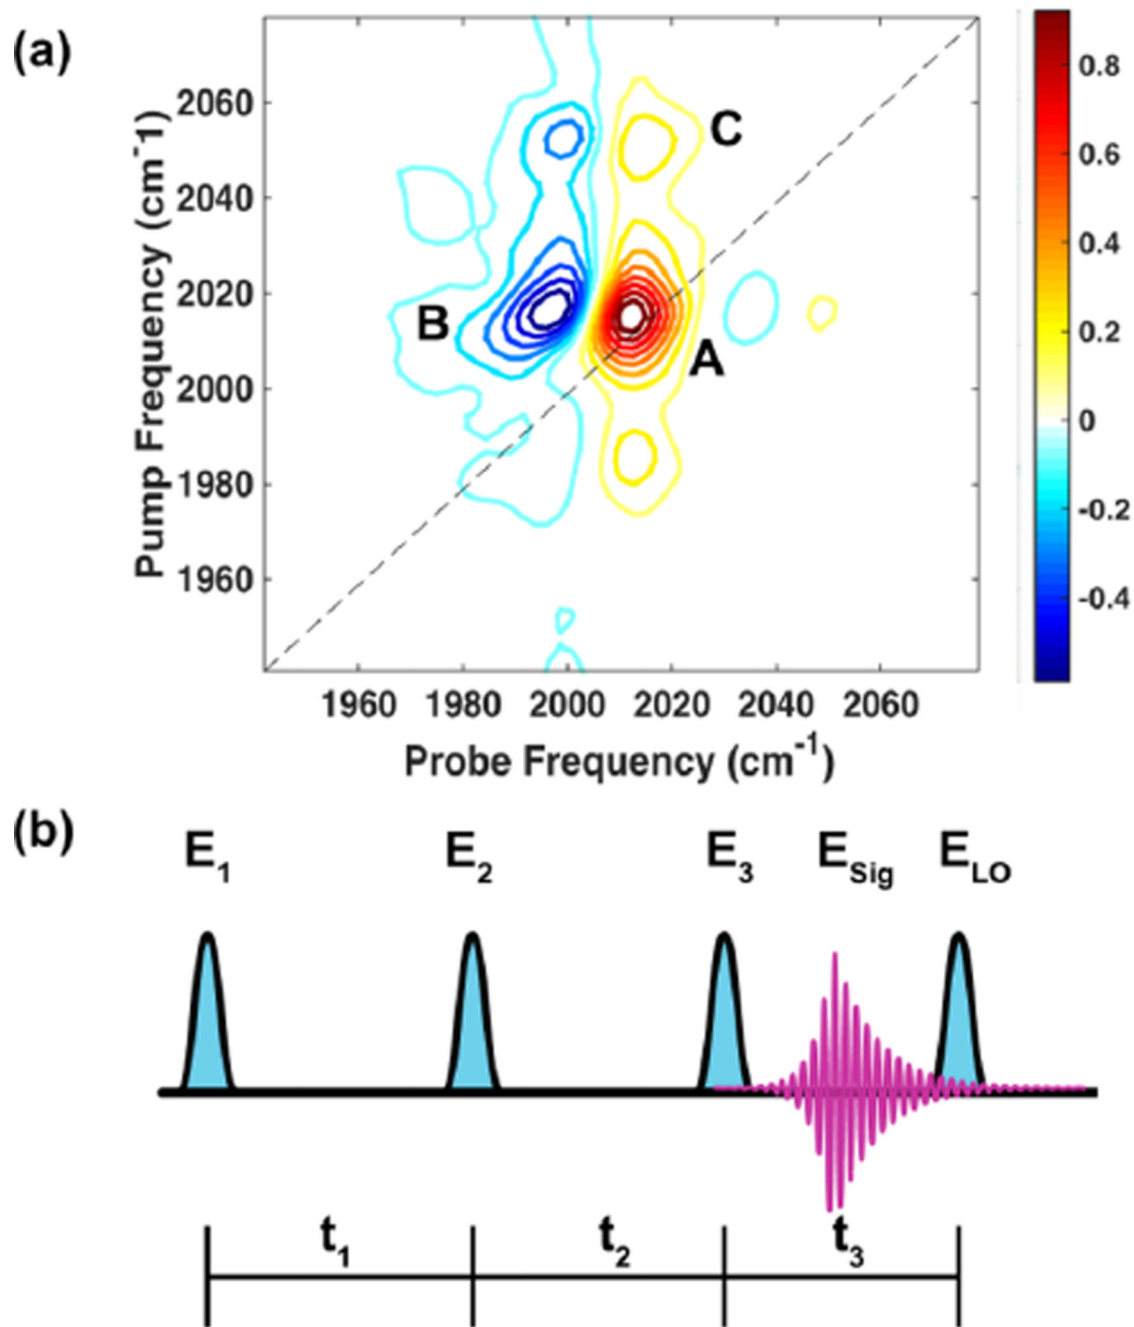 (a)
Pump Frequency (cm⁻1)
2060
2040
2020
2000
1980
1960
C
B
A
1960 1980 2000 2020 2040 2060
Probe Frequency (cm⁻¹)
0.8
0.6
0.4
0.2
0
-0.2
-0.4
(b)
E₁ E₂ E₃ E_Sig E_LO
t₁ t₂ t₃